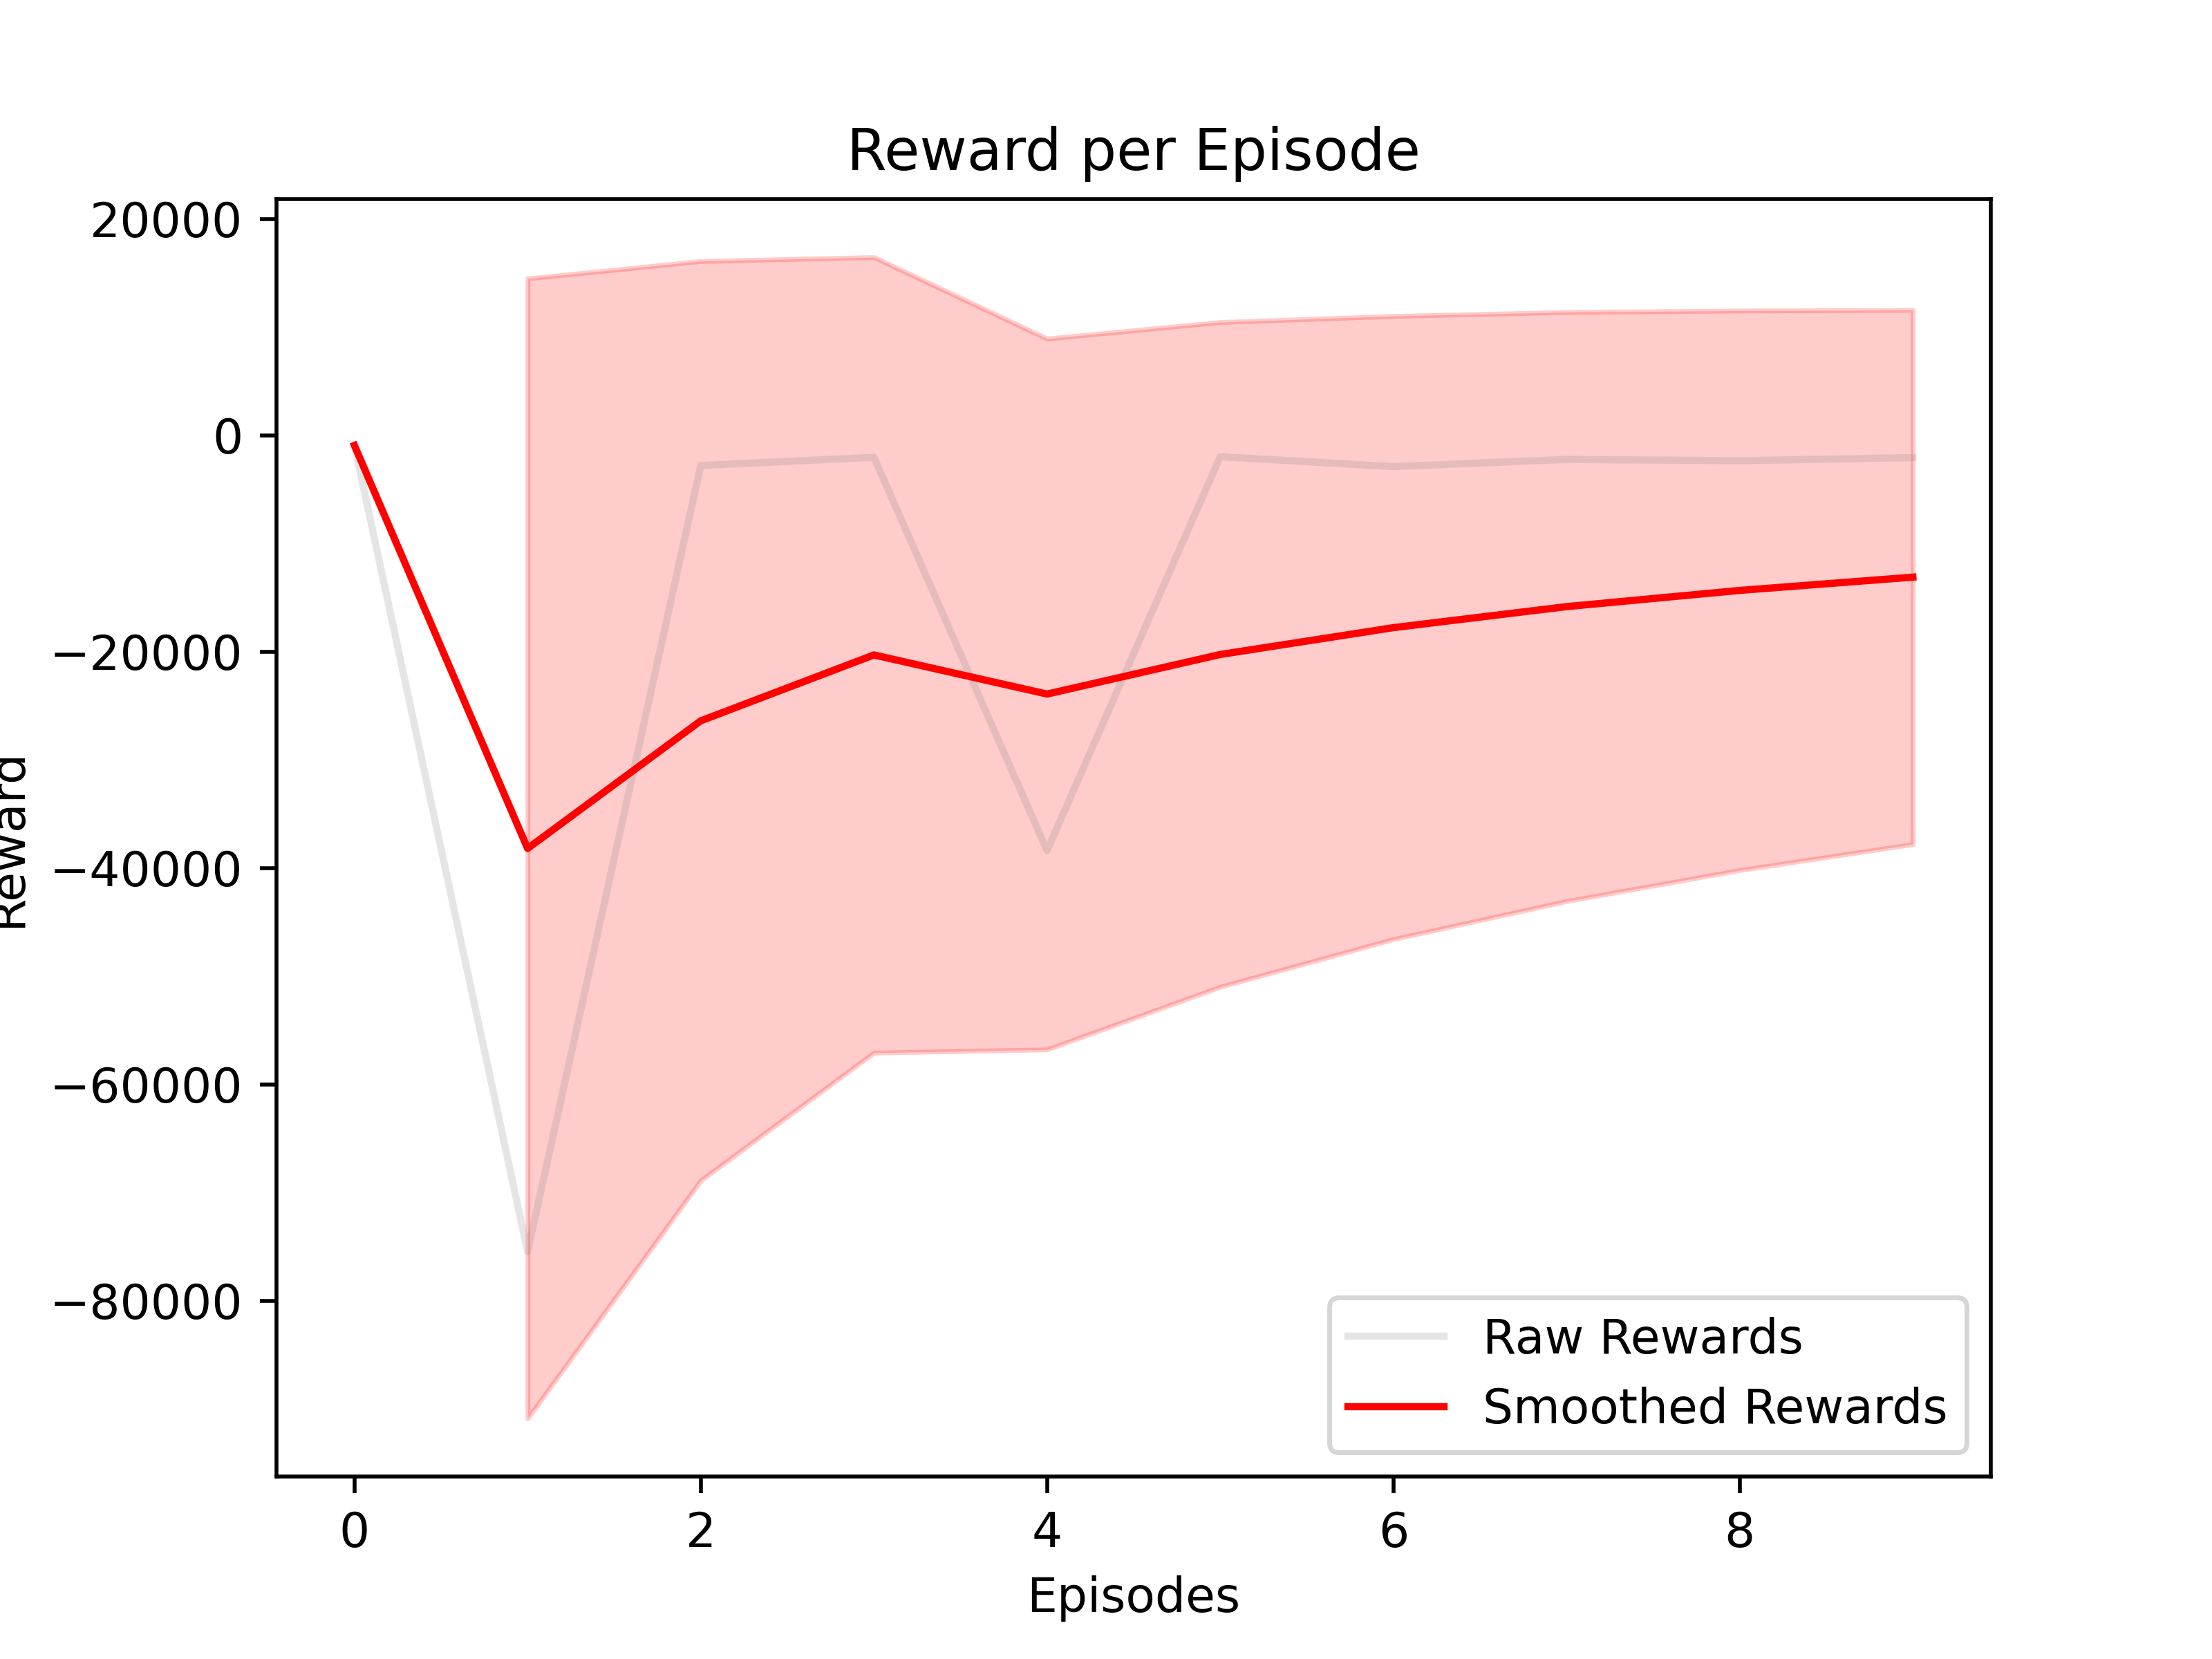 Reward per Episode
20000
0
−20000
−40000
−60000
−80000
Reward
0 2 4 6 8
Episodes
Raw Rewards
Smoothed Rewards